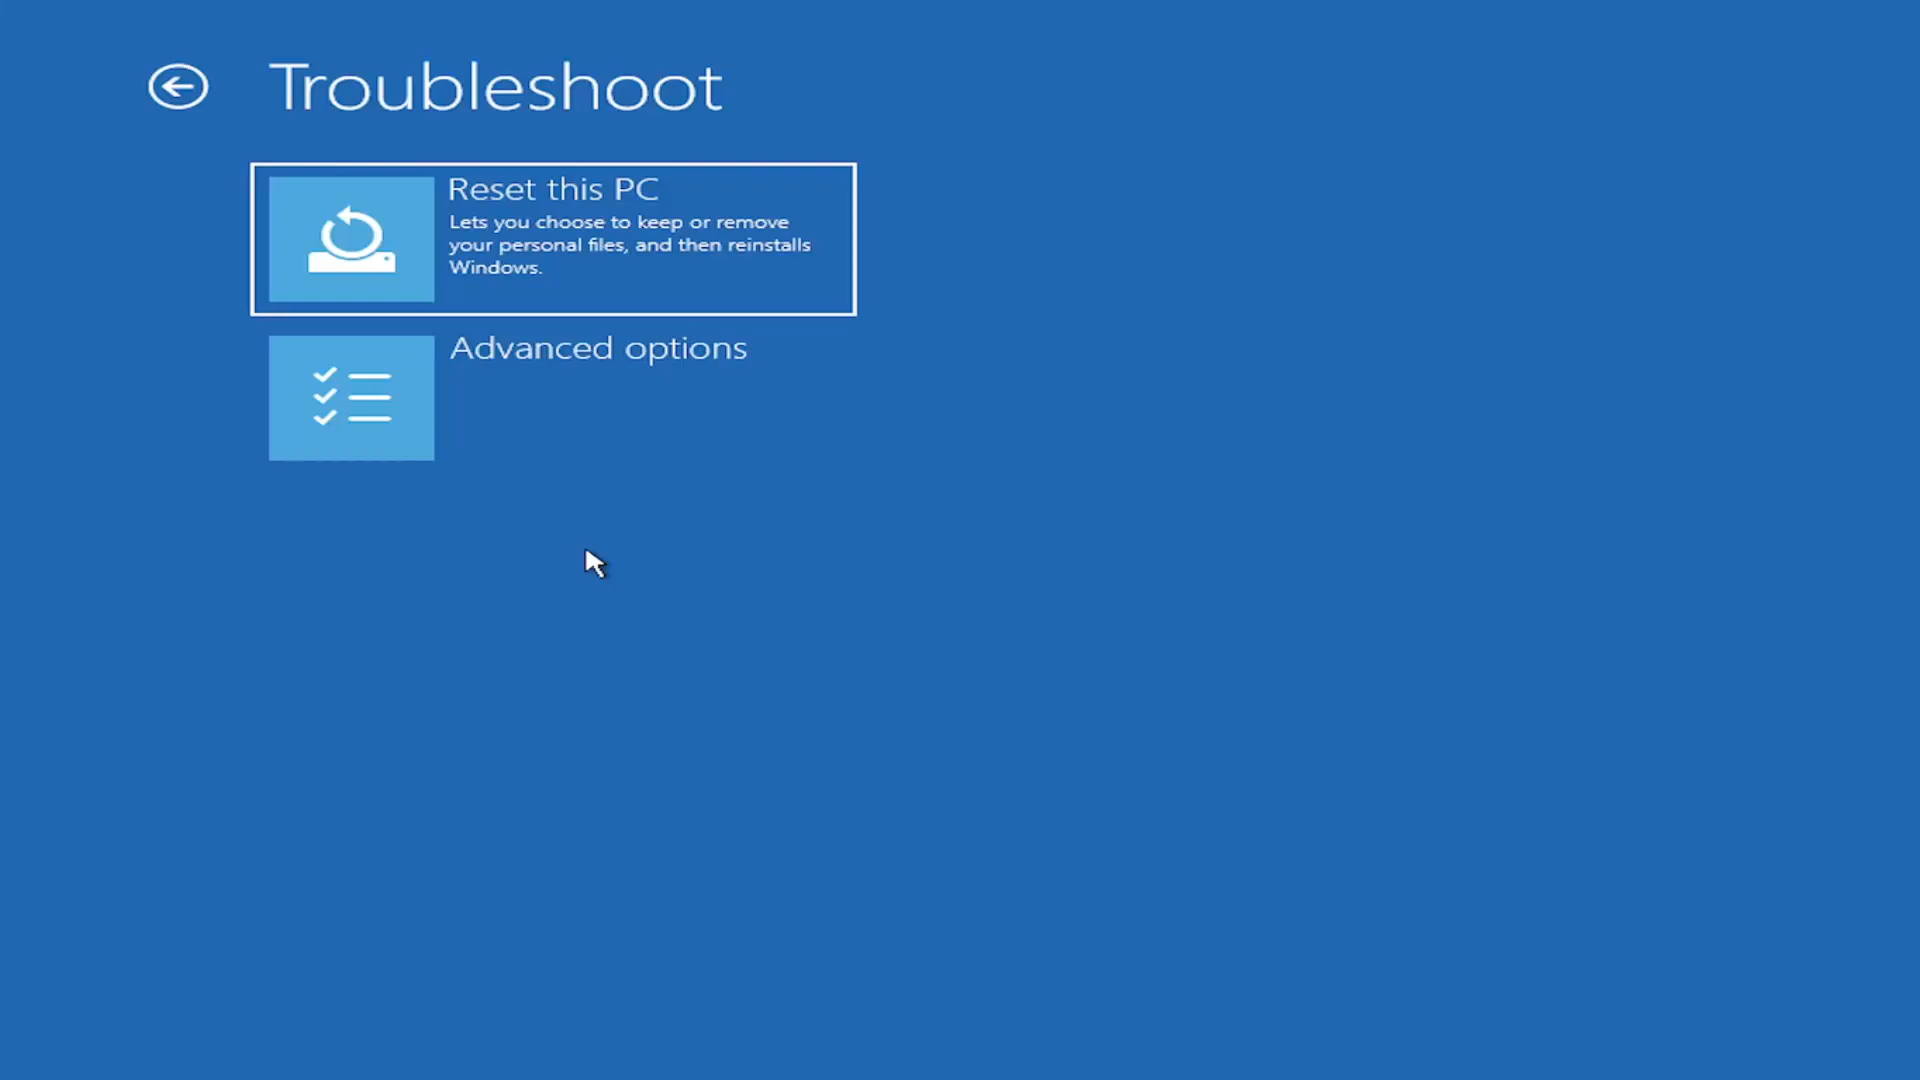 Troubleshoot
Reset this PC
Lets you choose to keep or remove
your personal files, and then reinstalls
Windows.
Advanced options